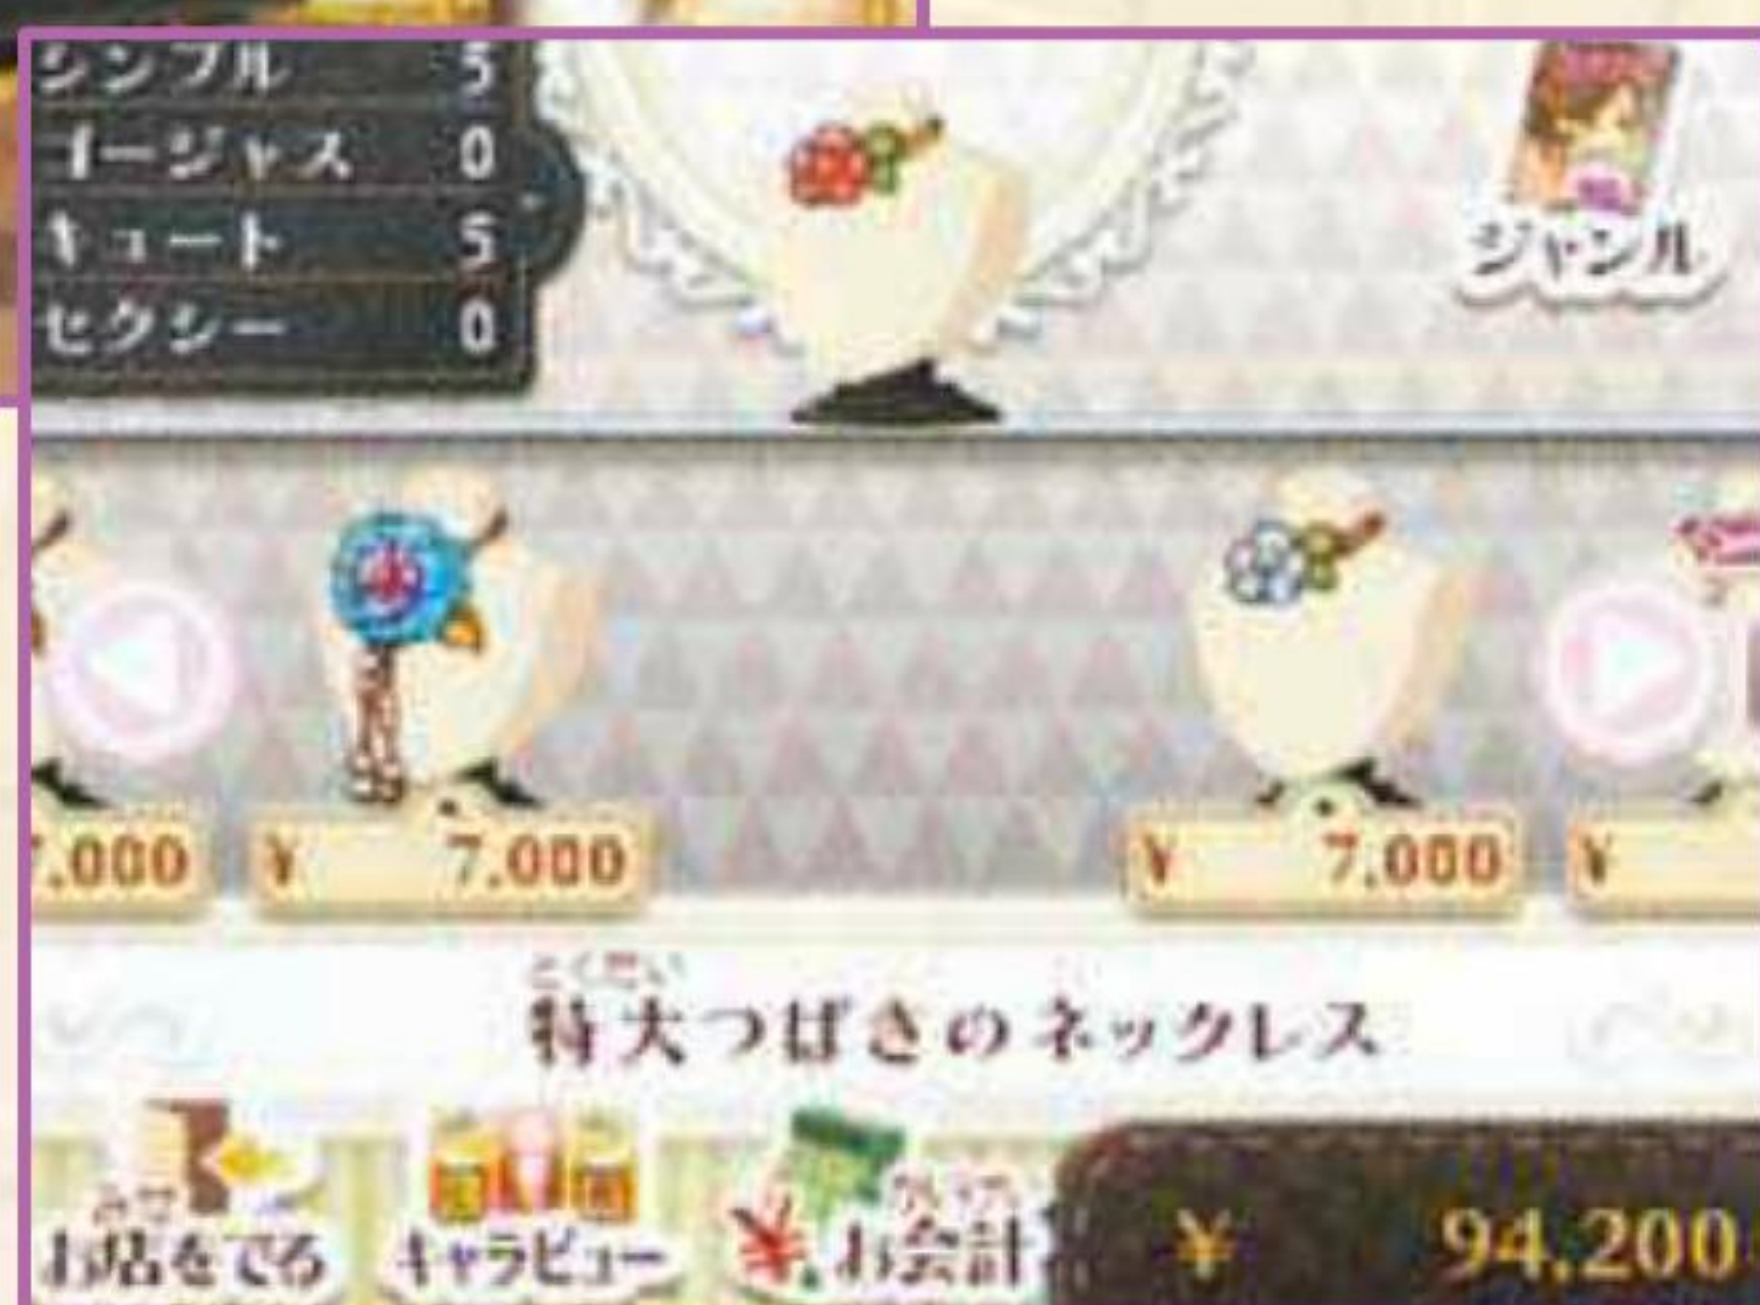 シンプル 5
ゴージャス 0
キュート 5
セクシー 0
ジャンル
.000
¥ 7.000
¥ 7.000
¥
とくだい
特大つばきのネックレス
みせ
お店をでる
キャラビュー
かいけい
¥ お会計
¥ 94.200